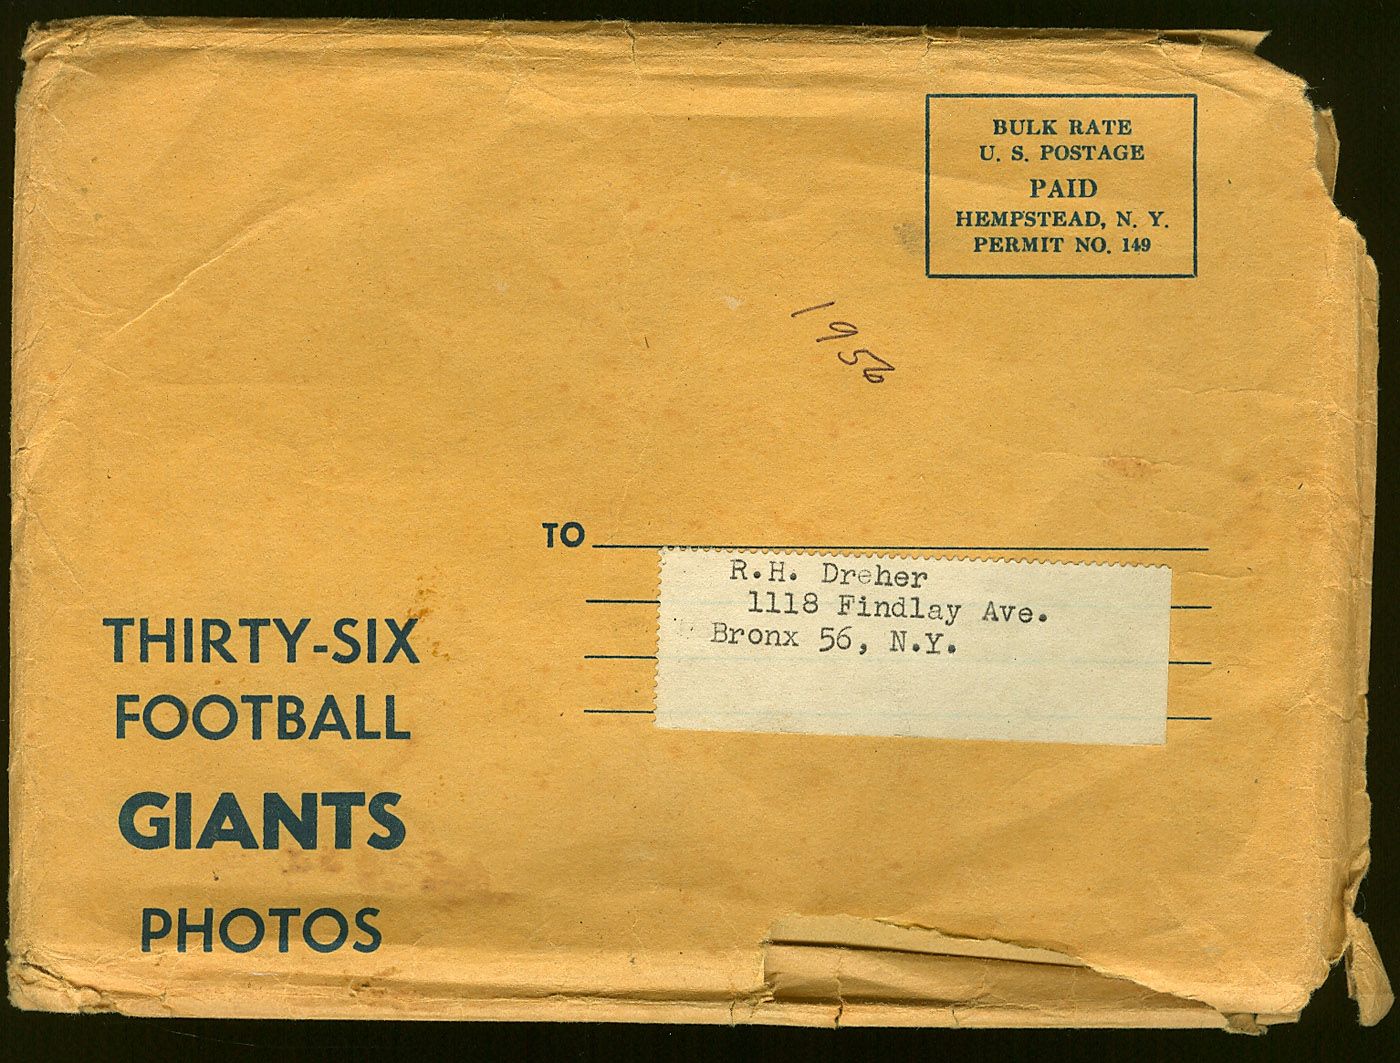 BULK RATE
U. S. POSTAGE
PAID
HEMPSTEAD, N. Y.
PERMIT NO. 149
1956
TO
R.H. Dreher
1118 Findlay Ave.
Bronx 56, N.Y.
THIRTY-SIX
FOOTBALL
GIANTS
PHOTOS